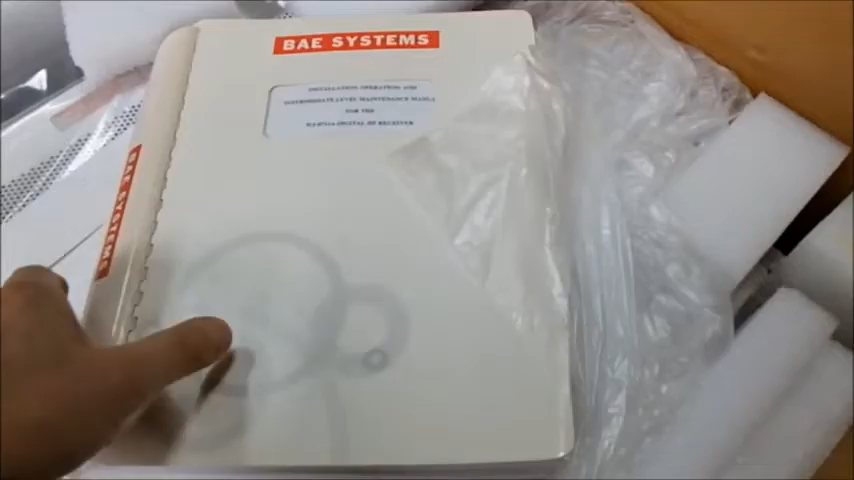 BAE SYSTEMS
INSTALLATION, OPERATION AND
INTERMEDIATE LEVEL MAINTENANCE MANUAL
FOR THE
DIGITAL HF RECEIVER
BAE SYSTEMS